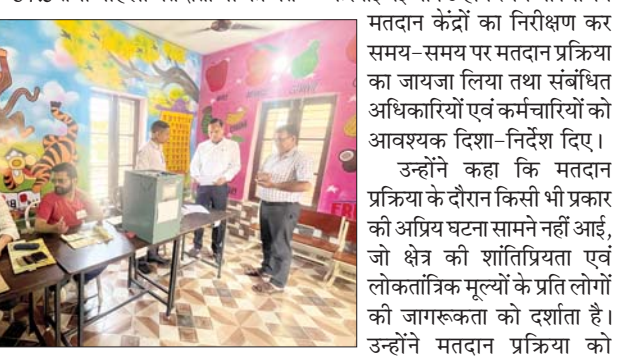 मतदान केंद्रों का निरीक्षण कर
समय-समय पर मतदान प्रक्रिया
का जायजा लिया तथा संबंधित
अधिकारियों एवं कर्मचारियों को
आवश्यक दिशा-निर्देश दिए।
उन्होंने कहा कि मतदान
प्रक्रिया के दौरान किसी भी प्रकार
की अप्रिय घटना सामने नहीं आई,
जो क्षेत्र की शांतिप्रियता एवं
लोकतांत्रिक मूल्यों के प्रति लोगों
की जागरूकता को दर्शाता है।
उन्होंने मतदान प्रक्रिया को